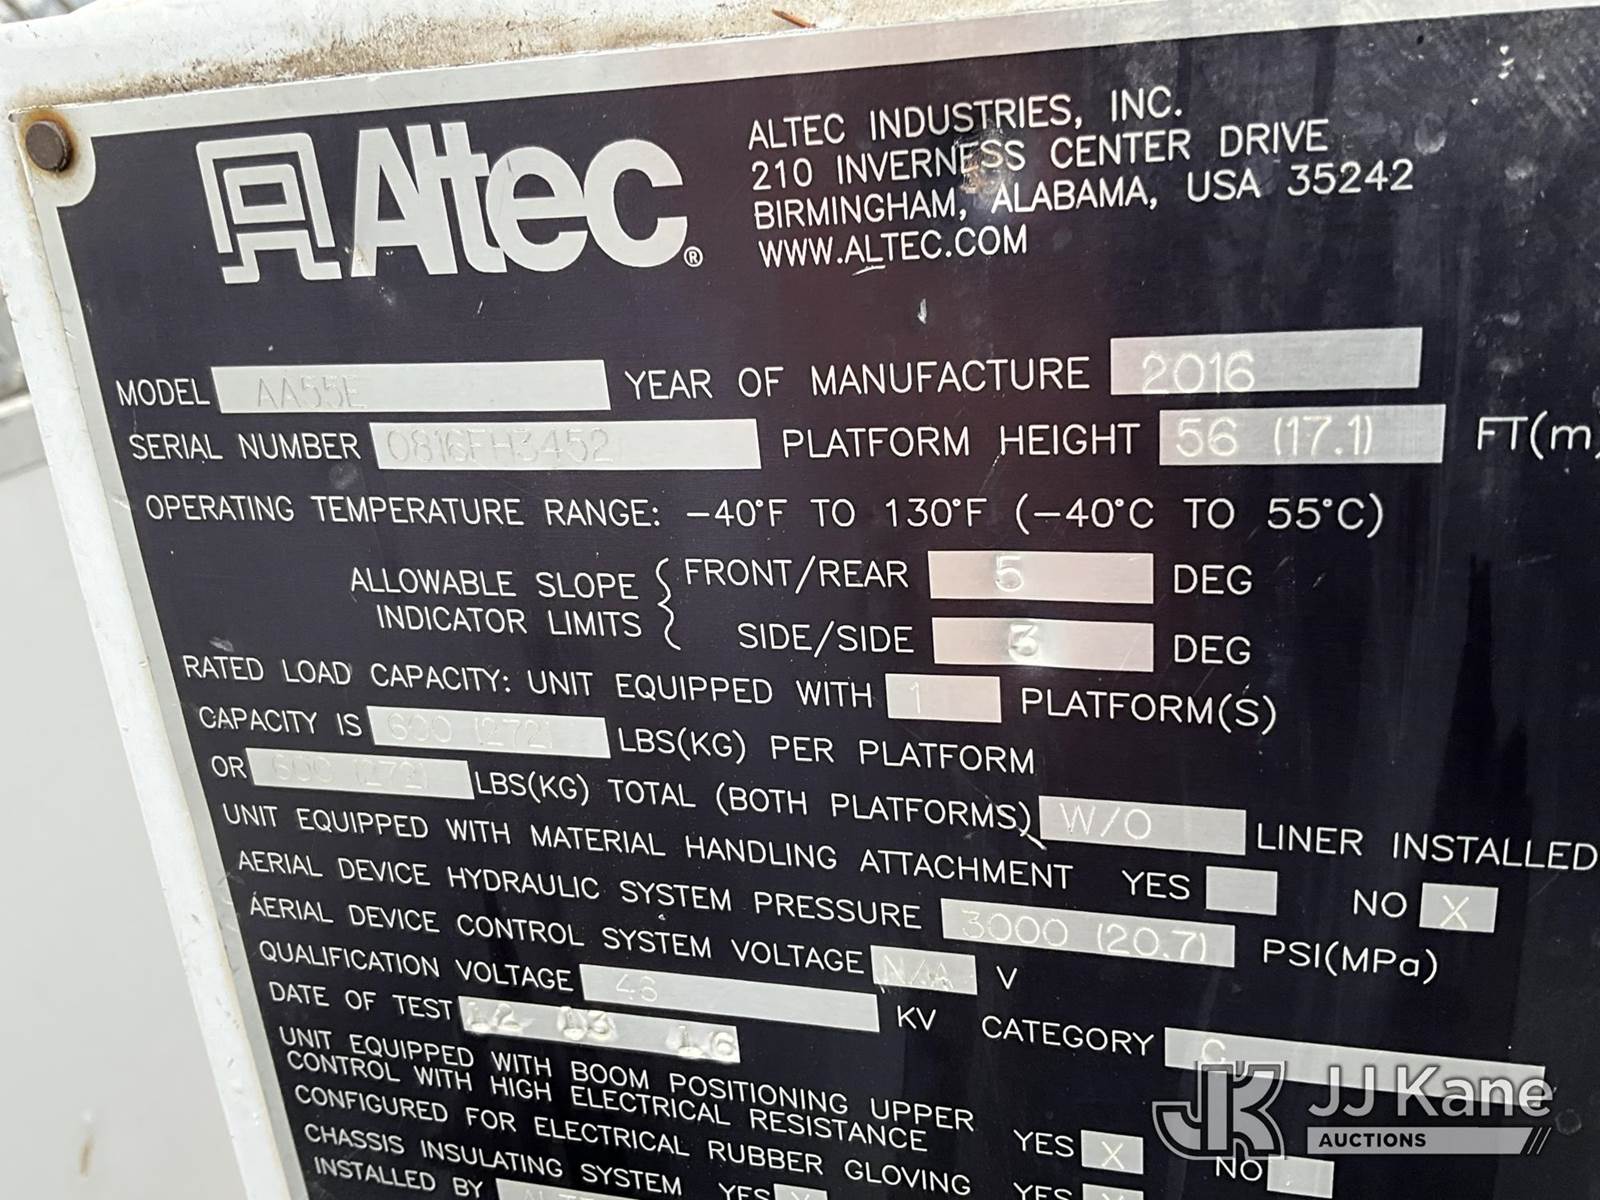 Altec®
ALTEC INDUSTRIES, INC.
210 INVERNESS CENTER DRIVE
BIRMINGHAM, ALABAMA, USA 35242
WWW.ALTEC.COM
MODEL AA55E YEAR OF MANUFACTURE 2016
SERIAL NUMBER 0816FH3452 PLATFORM HEIGHT 56 (17.1) FT(m)
OPERATING TEMPERATURE RANGE: -40°F TO 130°F (-40°C TO 55°C)
ALLOWABLE SLOPE INDICATOR LIMITS { FRONT/REAR 5 DEG
SIDE/SIDE 3 DEG
RATED LOAD CAPACITY: UNIT EQUIPPED WITH 1 PLATFORM(S)
CAPACITY IS 600 (272) LBS(KG) PER PLATFORM
OR 600 (272) LBS(KG) TOTAL (BOTH PLATFORMS) W/O LINER INSTALLED
UNIT EQUIPPED WITH MATERIAL HANDLING ATTACHMENT YES NO X
AERIAL DEVICE HYDRAULIC SYSTEM PRESSURE 3000 (20.7) PSI(MPa)
AERIAL DEVICE CONTROL SYSTEM VOLTAGE N/A V
QUALIFICATION VOLTAGE 46 KV CATEGORY C
DATE OF TEST 12 13 16
UNIT EQUIPPED WITH BOOM POSITIONING UPPER
CONTROL WITH HIGH ELECTRICAL RESISTANCE YES X NO
CONFIGURED FOR ELECTRICAL RUBBER GLOVING YES
CHASSIS INSULATING SYSTEM YES
INSTALLED BY
JK JJ Kane
AUCTIONS